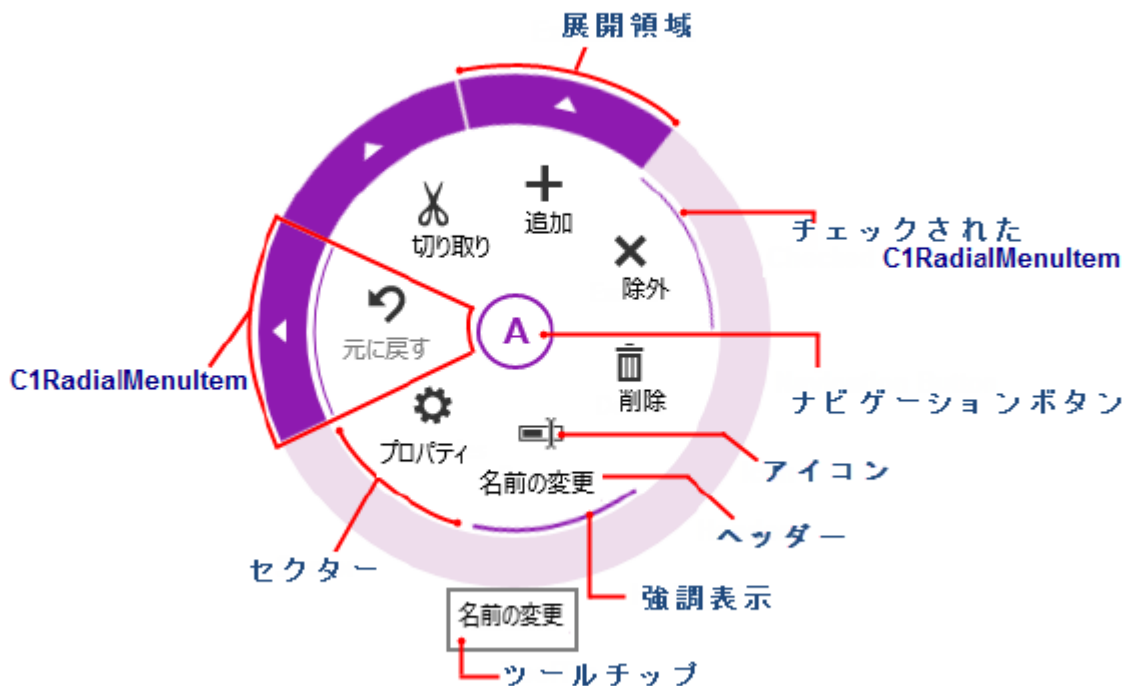 展開領域
追加
切り取り
チェックされた
C1RadialMenuItem
除外
A
元に戻す
C1RadialMenuItem
削除
ナビゲーションボタン
プロパティ
アイコン
名前の変更
ヘッダー
セクター
強調表示
名前の変更
ツールチップ